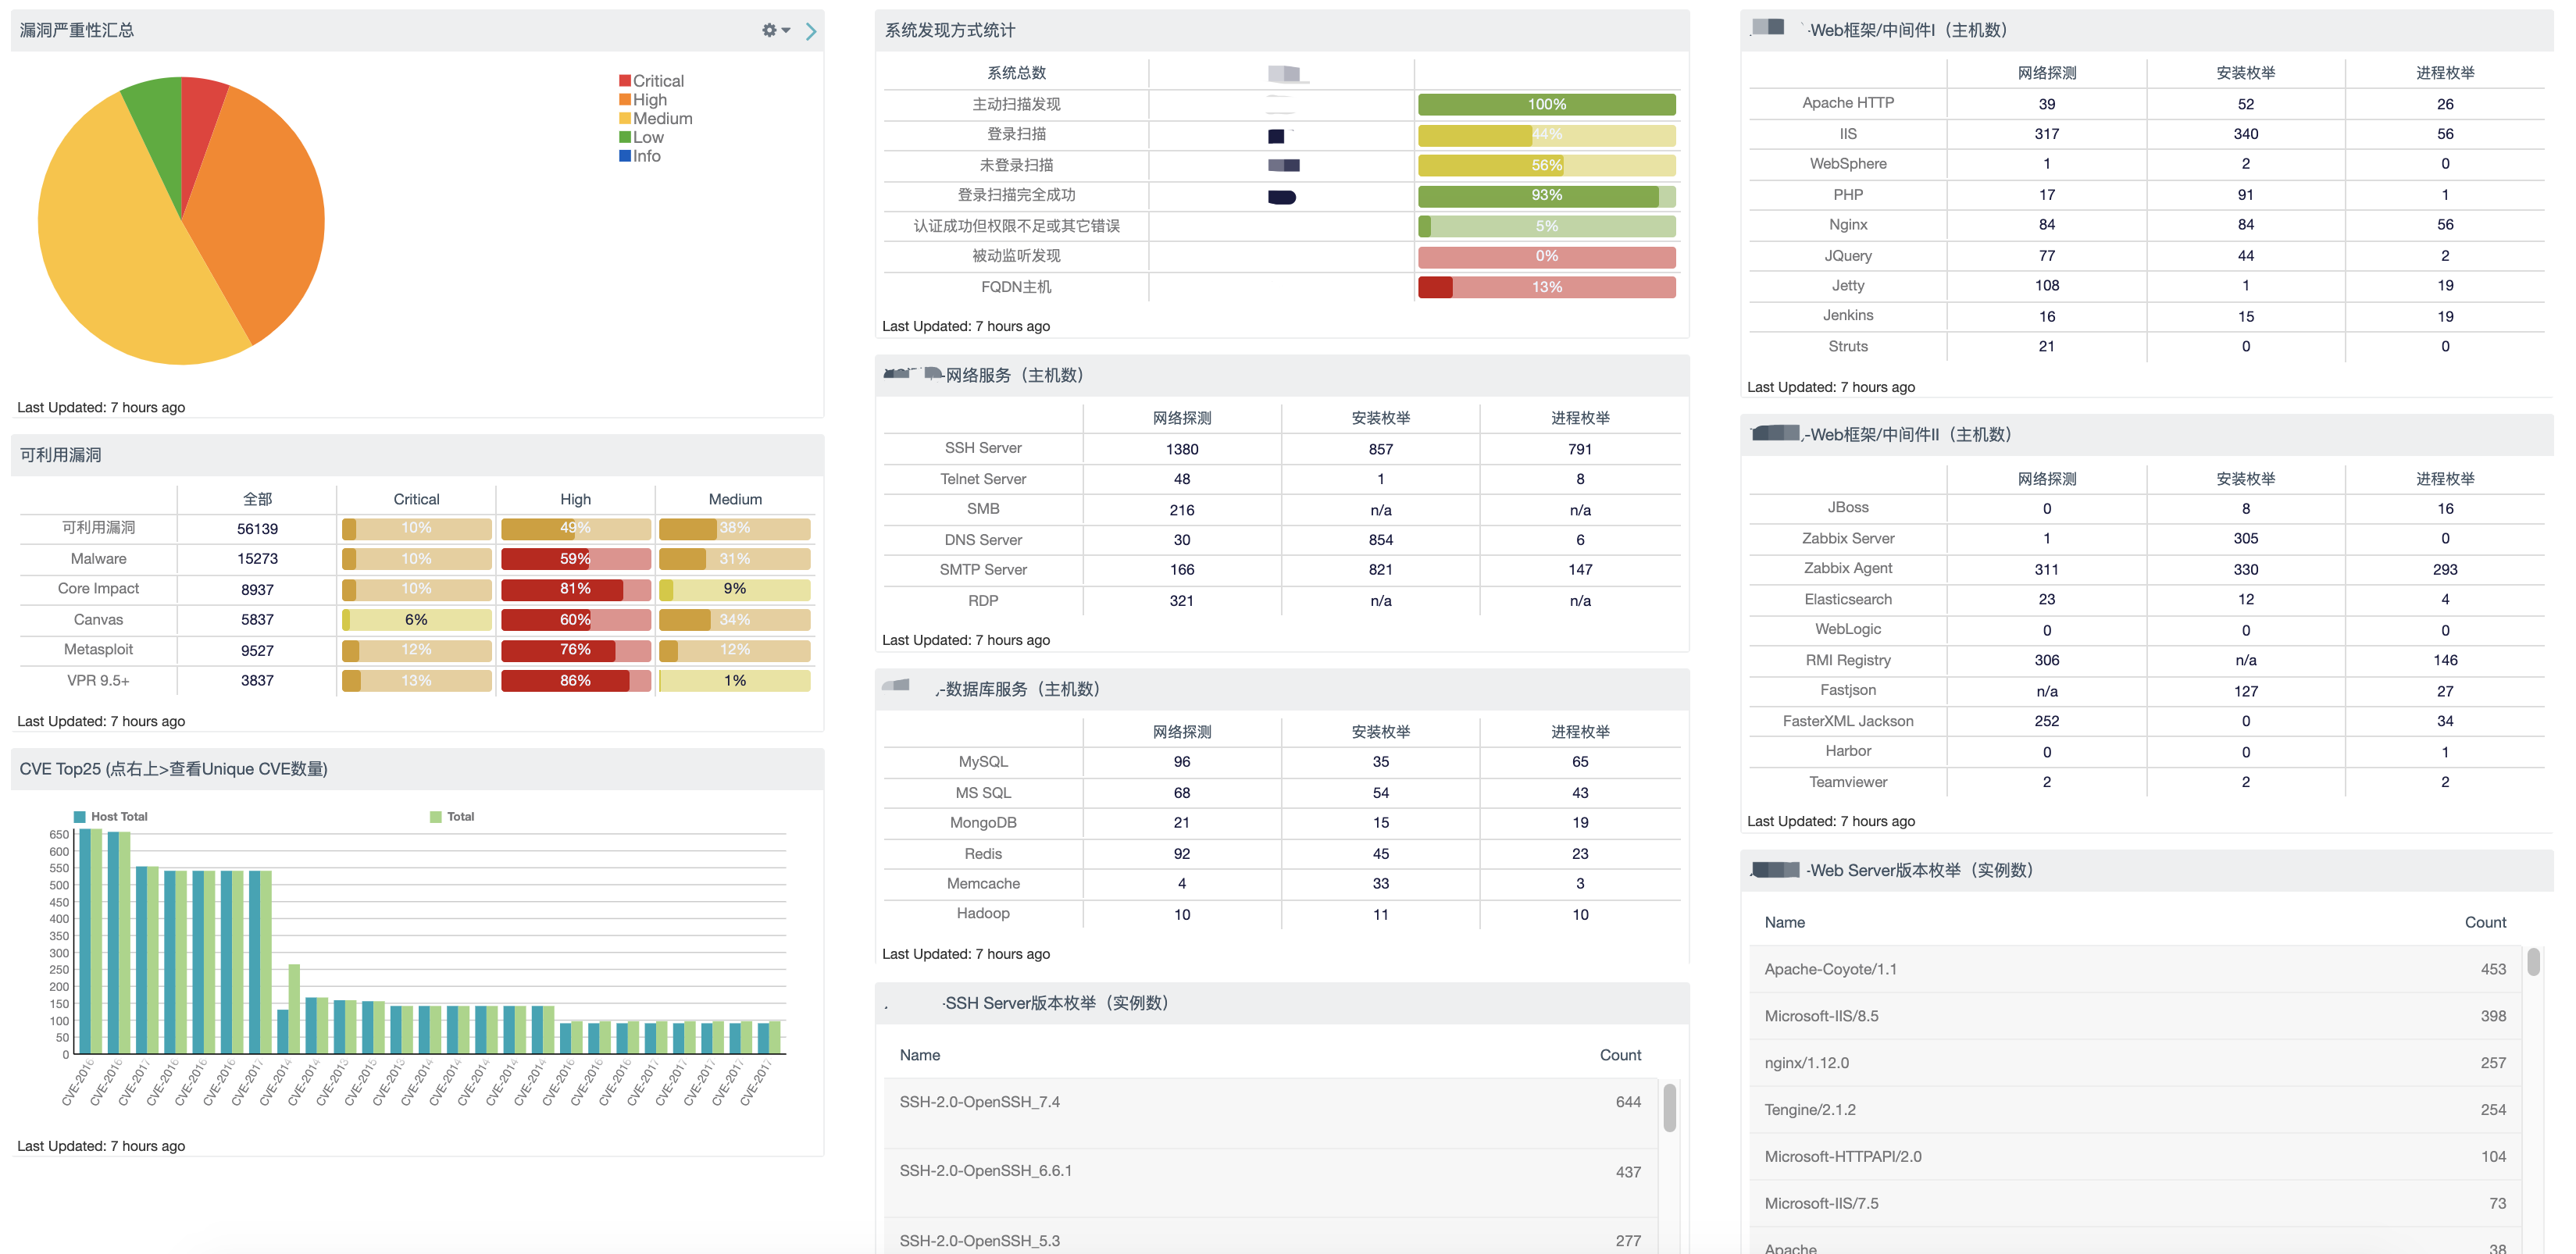 漏洞严重性汇总
Critical
High
Medium
Low
Info
Last Updated: 7 hours ago
可利用漏洞
全部 Critical High Medium
可利用漏洞 56139 10% 49% 38%
Malware 15273 10% 59% 31%
Core Impact 8937 10% 81% 9%
Canvas 5837 6% 60% 34%
Metasploit 9527 12% 76% 12%
VPR 9.5+ 3837 13% 86% 1%
Last Updated: 7 hours ago
CVE Top25 (点右上>查看Unique CVE数量)
Host Total Total
650
600
550
500
450
400
350
300
250
200
150
100
50
0
CVE-2016 CVE-2016 CVE-2017 CVE-2016 CVE-2016 CVE-2016 CVE-2017 CVE-2014 CVE-2014 CVE-2013 CVE-2015 CVE-2013 CVE-2014 CVE-2014 CVE-2014 CVE-2014 CVE-2014 CVE-2016 CVE-2016 CVE-2016 CVE-2017 CVE-2017 CVE-2017 CVE-2017 CVE-2017
Last Updated: 7 hours ago
系统发现方式统计
系统总数
主动扫描发现 100%
登录扫描 44%
未登录扫描 56%
登录扫描完全成功 93%
认证成功但权限不足或其它错误 5%
被动监听发现 0%
FQDN主机 13%
Last Updated: 7 hours ago
-网络服务（主机数）
网络探测 安装枚举 进程枚举
SSH Server 1380 857 791
Telnet Server 48 1 8
SMB 216 n/a n/a
DNS Server 30 854 6
SMTP Server 166 821 147
RDP 321 n/a n/a
Last Updated: 7 hours ago
-数据库服务（主机数）
网络探测 安装枚举 进程枚举
MySQL 96 35 65
MS SQL 68 54 43
MongoDB 21 15 19
Redis 92 45 23
Memcache 4 33 3
Hadoop 10 11 10
Last Updated: 7 hours ago
-SSH Server版本枚举（实例数）
Name Count
SSH-2.0-OpenSSH_7.4 644
SSH-2.0-OpenSSH_6.6.1 437
SSH-2.0-OpenSSH_5.3 277
-Web框架/中间件I（主机数）
网络探测 安装枚举 进程枚举
Apache HTTP 39 52 26
IIS 317 340 56
WebSphere 1 2 0
PHP 17 91 1
Nginx 84 84 56
JQuery 77 44 2
Jetty 108 1 19
Jenkins 16 15 19
Struts 21 0 0
Last Updated: 7 hours ago
-Web框架/中间件II（主机数）
网络探测 安装枚举 进程枚举
JBoss 0 8 16
Zabbix Server 1 305 0
Zabbix Agent 311 330 293
Elasticsearch 23 12 4
WebLogic 0 0 0
RMI Registry 306 n/a 146
Fastjson n/a 127 27
FasterXML Jackson 252 0 34
Harbor 0 0 1
Teamviewer 2 2 2
Last Updated: 7 hours ago
-Web Server版本枚举（实例数）
Name Count
Apache-Coyote/1.1 453
Microsoft-IIS/8.5 398
nginx/1.12.0 257
Tengine/2.1.2 254
Microsoft-HTTPAPI/2.0 104
Microsoft-IIS/7.5 73
Apache 38